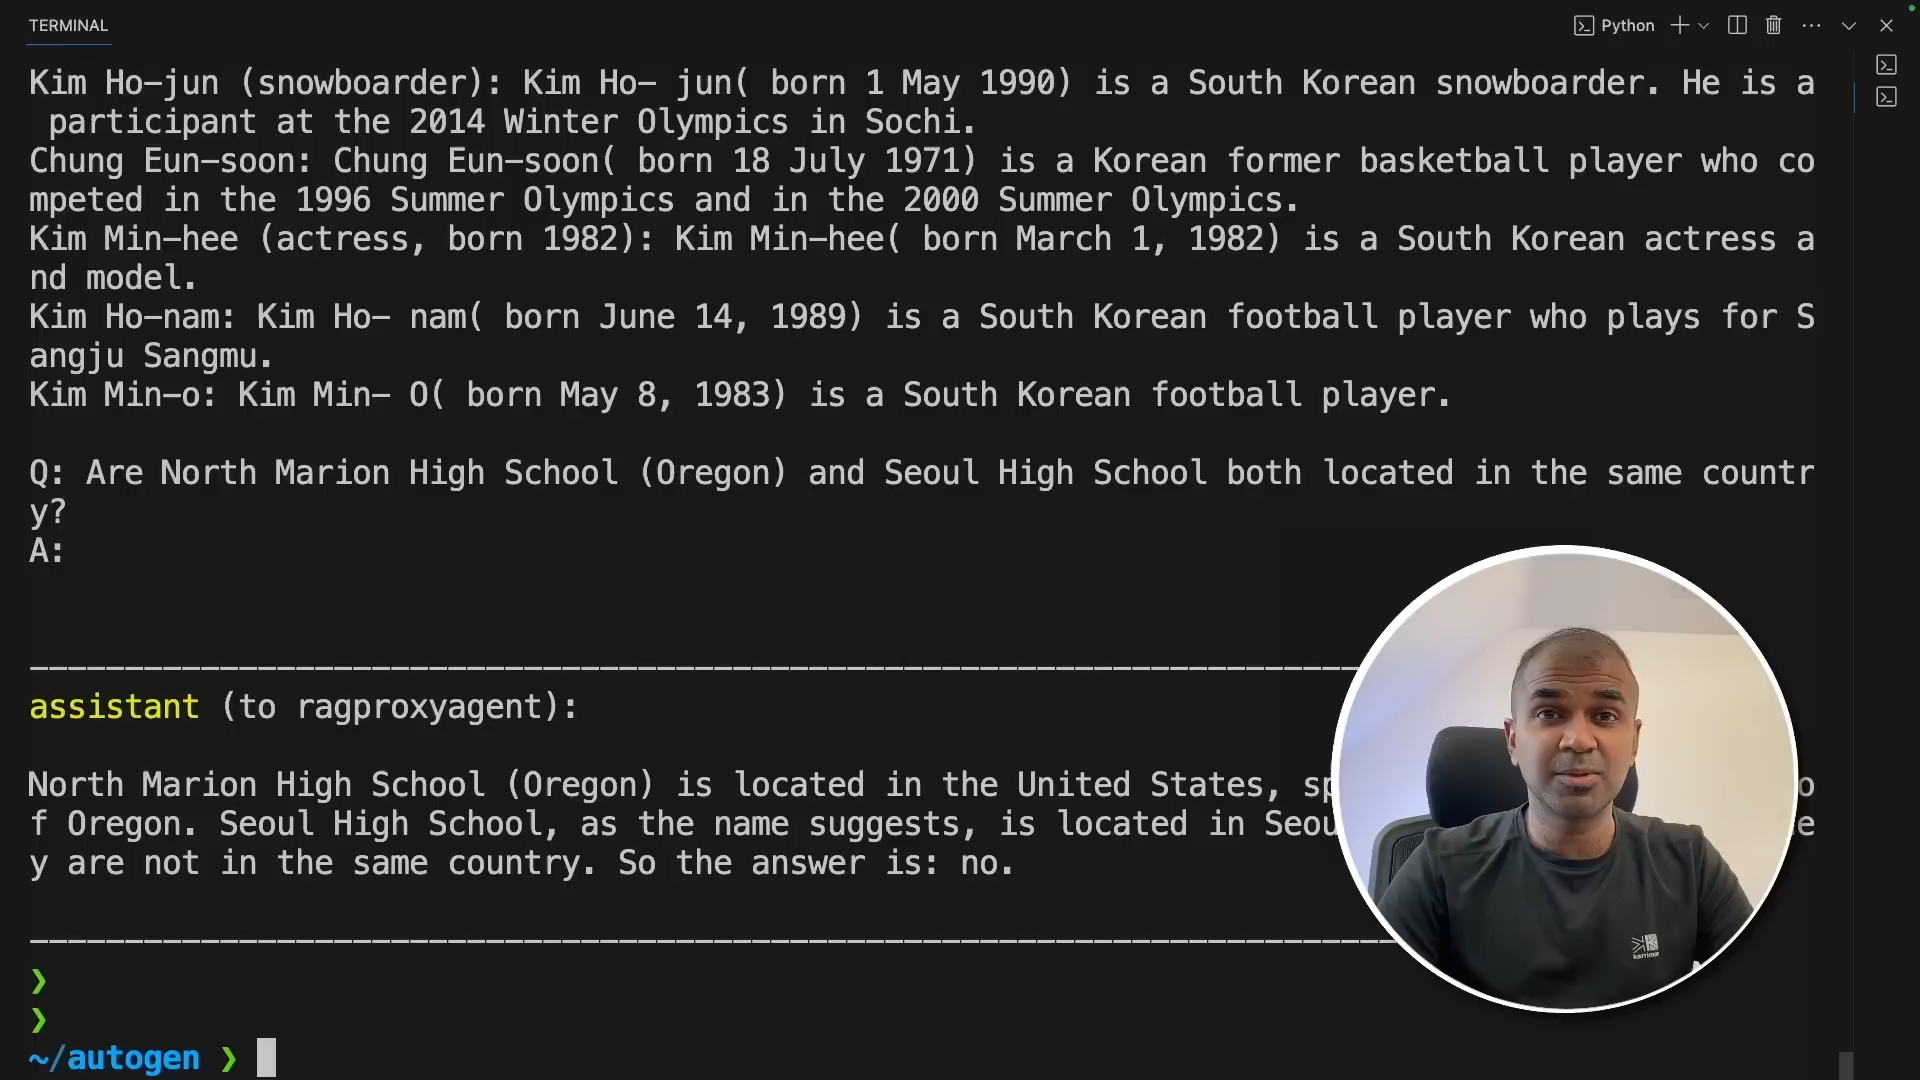 TERMINAL
Python
Kim Ho-jun (snowboarder): Kim Ho- jun( born 1 May 1990) is a South Korean snowboarder. He is a
participant at the 2014 Winter Olympics in Sochi.
Chung Eun-soon: Chung Eun-soon( born 18 July 1971) is a Korean former basketball player who co
mpeted in the 1996 Summer Olympics and in the 2000 Summer Olympics.
Kim Min-hee (actress, born 1982): Kim Min-hee( born March 1, 1982) is a South Korean actress a
nd model.
Kim Ho-nam: Kim Ho- nam( born June 14, 1989) is a South Korean football player who plays for S
angju Sangmu.
Kim Min-o: Kim Min- O( born May 8, 1983) is a South Korean football player.
Q: Are North Marion High School (Oregon) and Seoul High School both located in the same countr
y?
A:
assistant (to ragproxyagent):
North Marion High School (Oregon) is located in the United States, sp o
f Oregon. Seoul High School, as the name suggests, is located in Seou e
y are not in the same country. So the answer is: no.
karrimor
❯
❯
~/autogen ❯